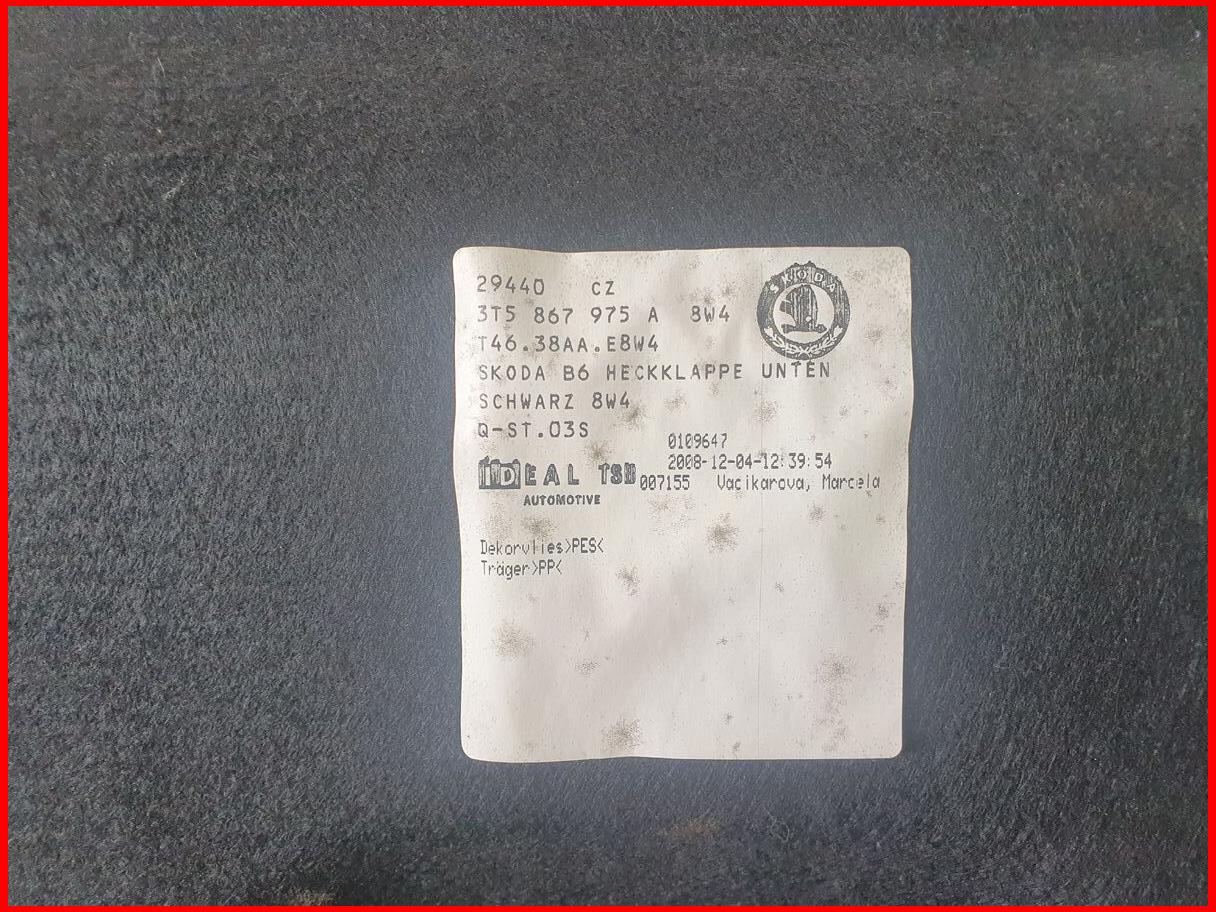 29440 CZ
3T5 867 975 A 8W4
SKODA
T46.38AA.E8W4
SKODA B6 HECKKLAPPE UNTEN
SCHWARZ 8W4
Q-ST.03S
0109647
2008-12-04-12:39:54
IDEAL TSB
007155 Vacikarova, Marcela
AUTOMOTIVE
Dekorvlies>PES<
Träger>PP<